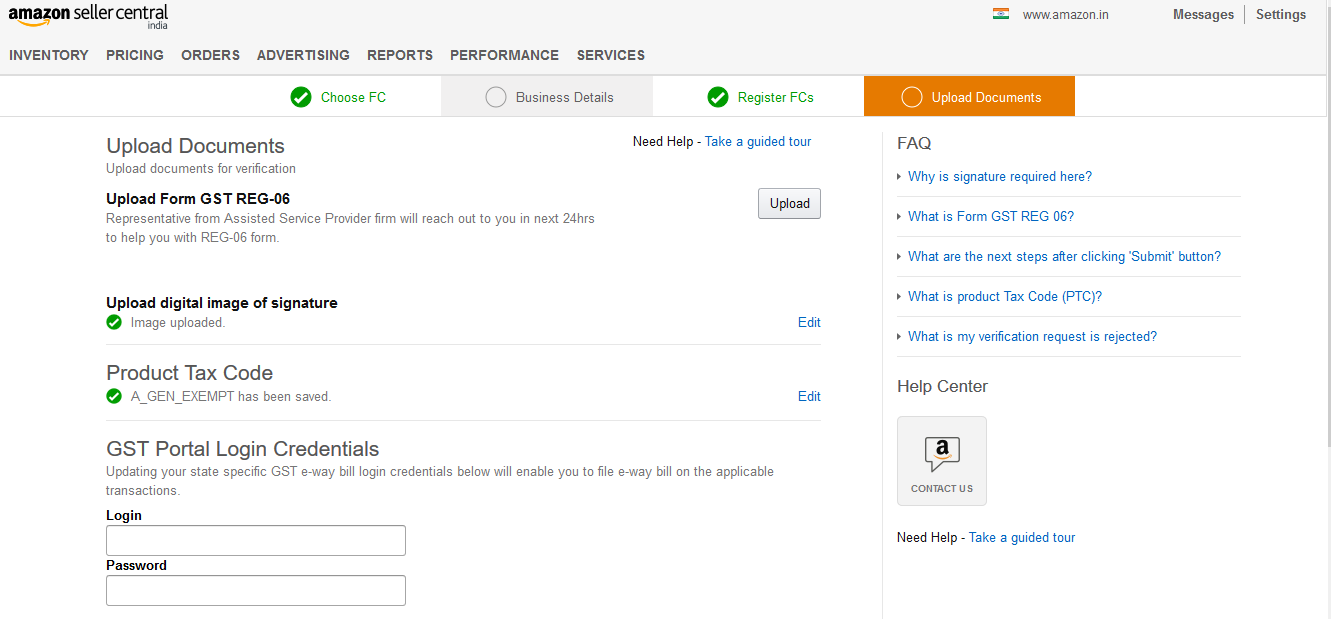 amazon seller central
india
www.amazon.in
Messages
Settings
INVENTORY PRICING ORDERS ADVERTISING REPORTS PERFORMANCE SERVICES
Choose FC
Business Details
Register FCs
Upload Documents
Upload Documents
Need Help - Take a guided tour
Upload documents for verification
Upload Form GST REG-06
Upload
Representative from Assisted Service Provider firm will reach out to you in next 24hrs
to help you with REG-06 form.
Upload digital image of signature
Image uploaded.
Edit
Product Tax Code
A_GEN_EXEMPT has been saved.
Edit
GST Portal Login Credentials
Updating your state specific GST e-way bill login credentials below will enable you to file e-way bill on the applicable
transactions.
Login
Password
FAQ
Why is signature required here?
What is Form GST REG 06?
What are the next steps after clicking 'Submit' button?
What is product Tax Code (PTC)?
What is my verification request is rejected?
Help Center
a
CONTACT US
Need Help - Take a guided tour